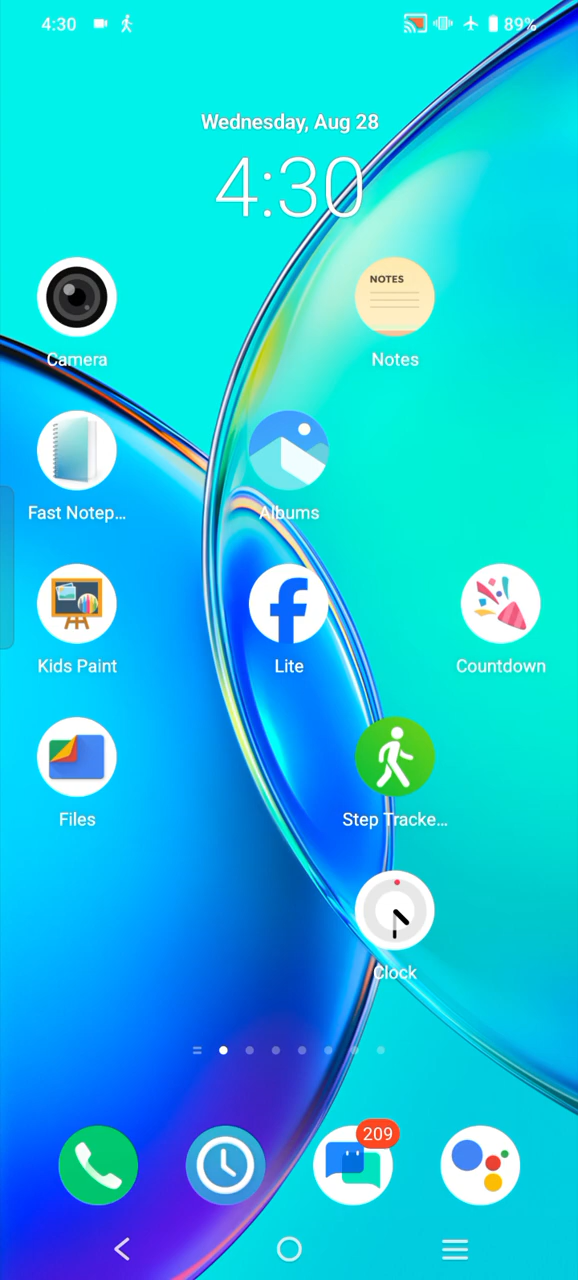 4:30
89%
Wednesday, Aug 28
4:30
NOTES
Camera
Notes
Fast Notep...
Albums
Kids Paint
Lite
Countdown
Files
Step Tracke...
Clock
209